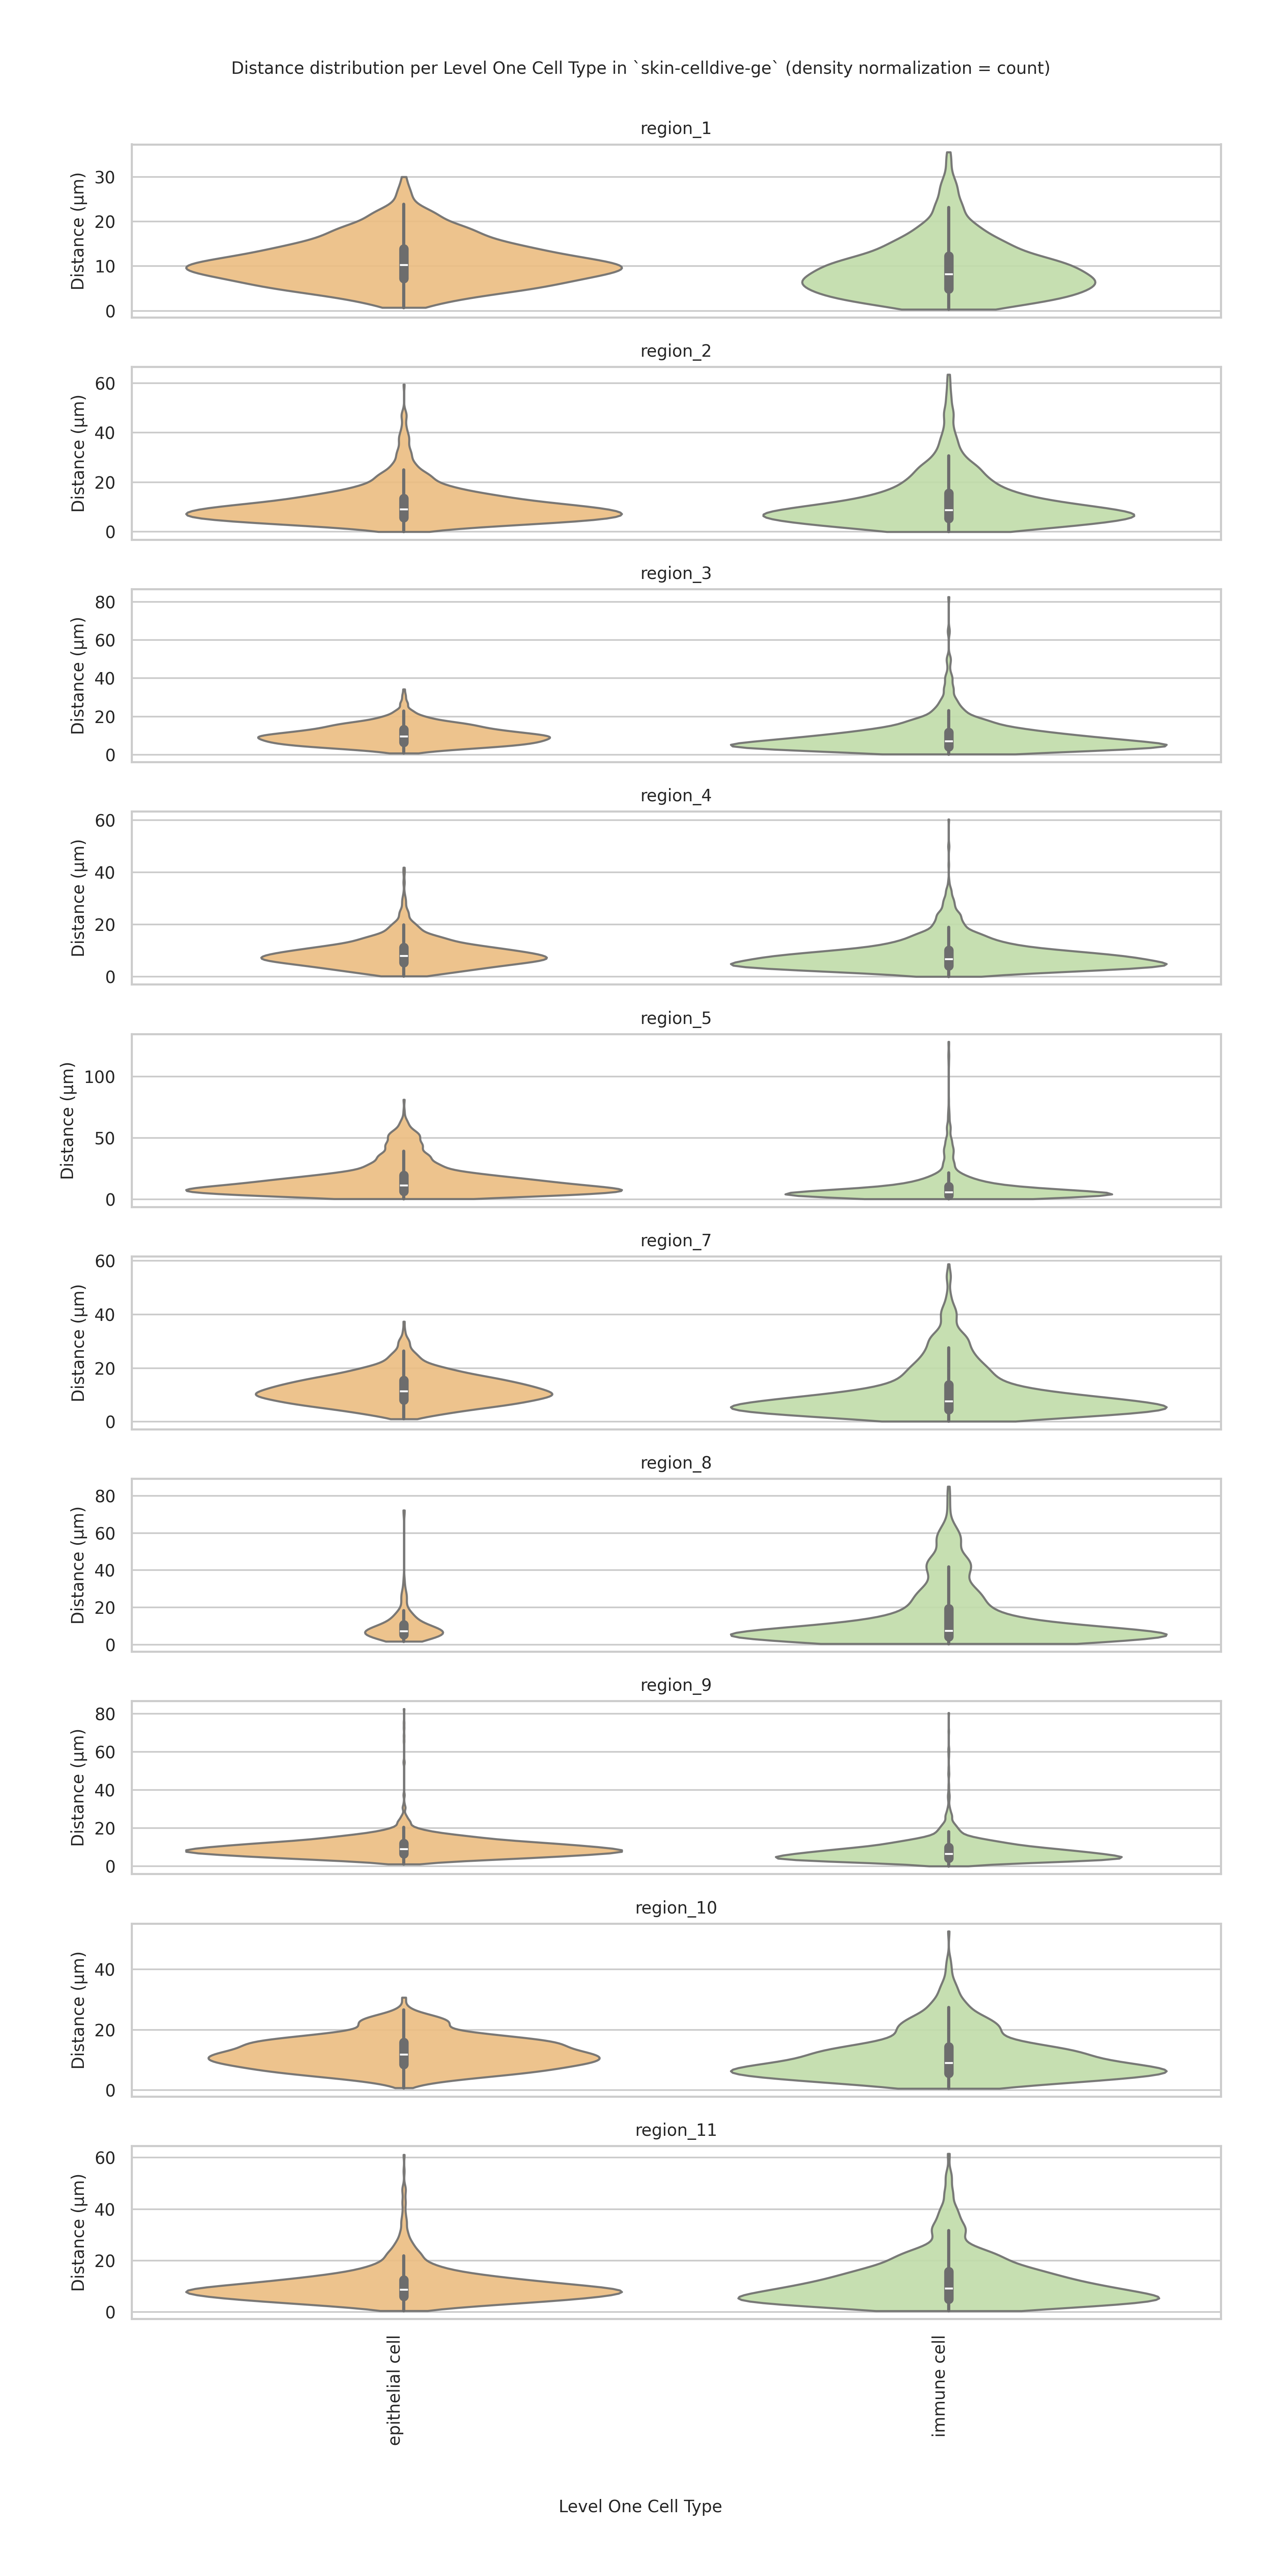 Distance distribution per Level One Cell Type in `skin-celldive-ge` (density normalization = count)
region_1
Distance (µm)
30
20
10
0
region_2
Distance (µm)
60
40
20
0
region_3
Distance (µm)
80
60
40
20
0
region_4
Distance (µm)
60
40
20
0
region_5
Distance (µm)
100
50
0
region_7
Distance (µm)
60
40
20
0
region_8
Distance (µm)
80
60
40
20
0
region_9
Distance (µm)
80
60
40
20
0
region_10
Distance (µm)
40
20
0
region_11
Distance (µm)
60
40
20
0
epithelial cell
immune cell
Level One Cell Type